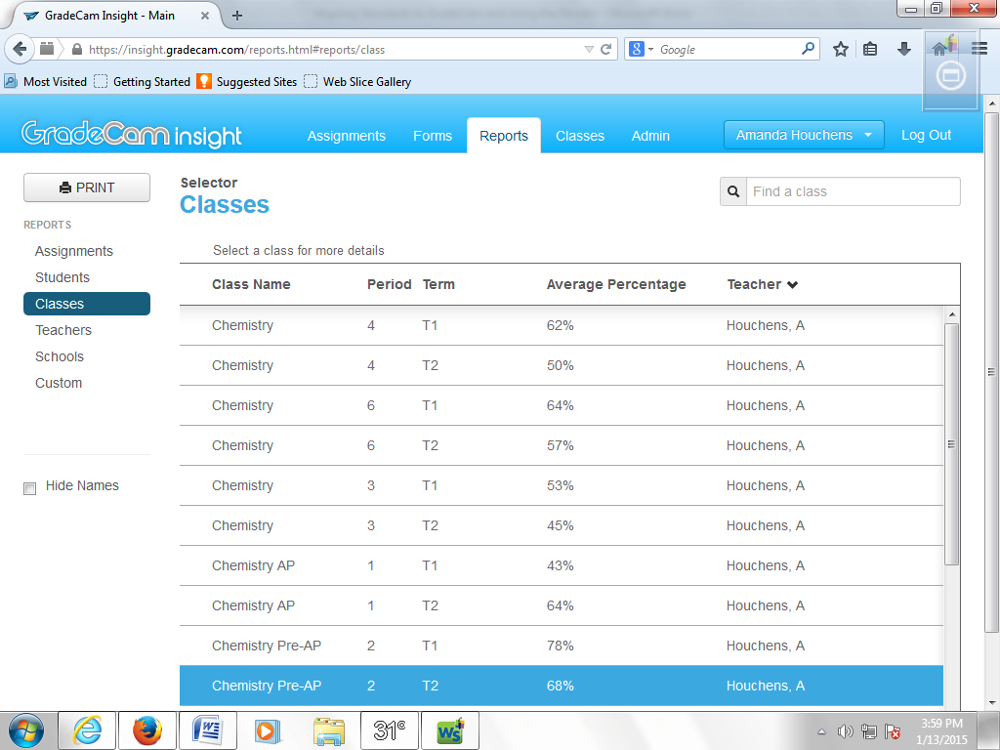 GradeCam Insight - Main
https://insight.gradecam.com/reports.html#reports/class
Google
Most Visited Getting Started Suggested Sites Web Slice Gallery
GradeCam insight Assignments Forms Reports Classes Admin Amanda Houchens Log Out
PRINT
REPORTS
Assignments
Students
Classes
Teachers
Schools
Custom
Hide Names
Selector
Classes
Find a class
Select a class for more details
Class Name Period Term Average Percentage Teacher
Chemistry 4 T1 62% Houchens, A
Chemistry 4 T2 50% Houchens, A
Chemistry 6 T1 64% Houchens, A
Chemistry 6 T2 57% Houchens, A
Chemistry 3 T1 53% Houchens, A
Chemistry 3 T2 45% Houchens, A
Chemistry AP 1 T1 43% Houchens, A
Chemistry AP 1 T2 64% Houchens, A
Chemistry Pre-AP 2 T1 78% Houchens, A
Chemistry Pre-AP 2 T2 68% Houchens, A
31°
WS
3:59 PM
1/13/2015